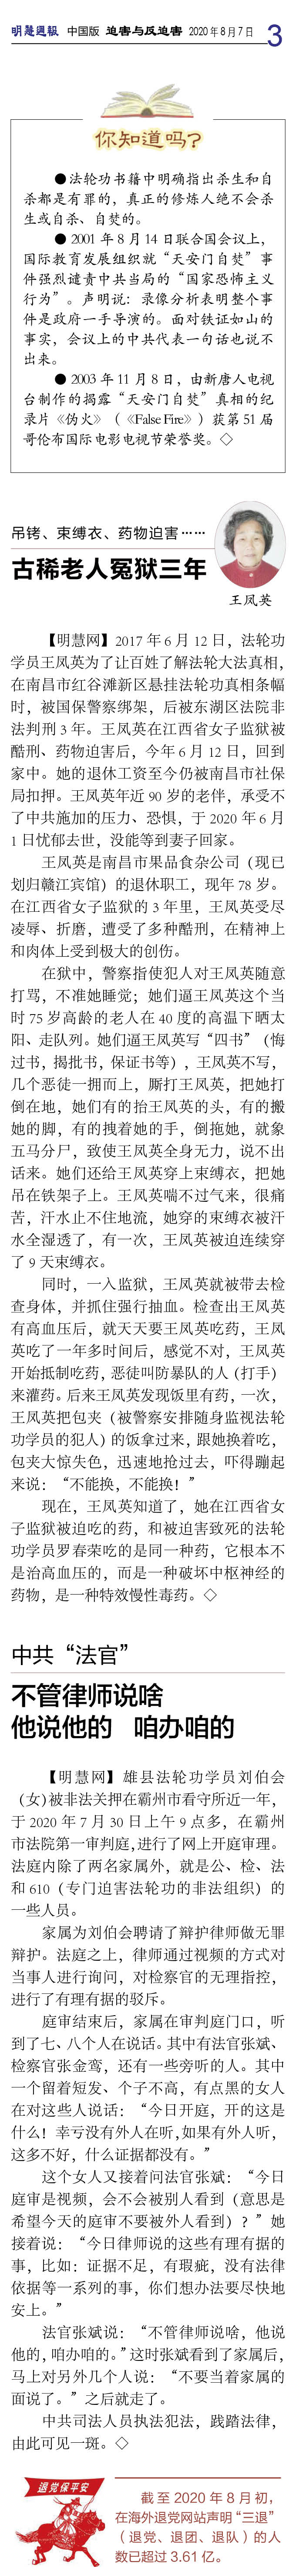 明慧週報 中国版 迫害与反迫害 2020年8月7日 3
你知道吗?
●法轮功书籍中明确指出杀生和自
杀都是有罪的，真正的修炼人绝不会杀
生或自杀、自焚的。
● 2001 年 8 月 14 日联合国会议上，
国际教育发展组织就“天安门自焚”事
件强烈谴责中共当局的“国家恐怖主义
行为”。声明说：录像分析表明整个事
件是政府一手导演的。面对铁证如山的
事实，会议上的中共代表一句话也说不
出来。
● 2003 年 11 月 8 日，由新唐人电视
台制作的揭露“天安门自焚”真相的纪
录片《伪火》（《False Fire》）获第 51 届
哥伦布国际电影电视节荣誉奖。◇
吊铐、束缚衣、药物迫害……
古稀老人冤狱三年
王凤英
【明慧网】2017 年 6 月 12 日，法轮功
学员王凤英为了让百姓了解法轮大法真相，
在南昌市红谷滩新区悬挂法轮功真相条幅
时，被国保警察绑架，后被东湖区法院非
法判刑 3 年。王凤英在江西省女子监狱被
酷刑、药物迫害后，今年 6 月 12 日，回到
家中。她的退休工资至今仍被南昌市社保
局扣押。王凤英年近 90 岁的老伴，承受不
了中共施加的压力、恐惧，于 2020 年 6 月
1 日忧郁去世，没能等到妻子回家。
王凤英是南昌市果品食杂公司（现已
划归赣江宾馆）的退休职工，现年 78 岁。
在江西省女子监狱的 3 年里，王凤英受尽
凌辱、折磨，遭受了多种酷刑，在精神上
和肉体上受到极大的创伤。
在狱中，警察指使犯人对王凤英随意
打骂，不准她睡觉；她们逼王凤英这个当
时 75 岁高龄的老人在 40 度的高温下晒太
阳、走队列。她们逼王凤英写“四书”（悔
过书，揭批书，保证书等），王凤英不写，
几个恶徒一拥而上，厮打王凤英，把她打
倒在地，她们有的抬王凤英的头，有的搬
她的脚，有的拽着她的手，倒拖她，就象
五马分尸，致使王凤英全身无力，说不出
话来。她们还给王凤英穿上束缚衣，把她
吊在铁架子上。王凤英喘不过气来，很痛
苦，汗水止不住地流，她穿的束缚衣被汗
水全湿透了，有一次，王凤英被迫连续穿
了 9 天束缚衣。
同时，一入监狱，王凤英就被带去检
查身体，并抓住强行抽血。检查出王凤英
有高血压后，就天天要王凤英吃药，王凤
英吃了一年多时间后，感觉不对，王凤英
开始抵制吃药，恶徒叫防暴队的人（打手）
来灌药。后来王凤英发现饭里有药，一次，
王凤英把包夹（被警察安排随身监视法轮
功学员的犯人）的饭拿过来，跟她换着吃，
包夹大惊失色，迅速地抢过去，吓得蹦起
来说：“不能换，不能换！”
现在，王凤英知道了，她在江西省女
子监狱被迫吃的药，和被迫害致死的法轮
功学员罗春荣吃的是同一种药，它根本不
是治高血压的，而是一种破坏中枢神经的
药物，是一种特效慢性毒药。◇
中共“法官”
不管律师说啥
他说他的 咱办咱的
【明慧网】雄县法轮功学员刘伯会
（女）被非法关押在霸州市看守所近一年，
于 2020 年 7 月 30 日上午 9 点多，在霸州
市法院第一审判庭，进行了网上开庭审理。
法庭内除了两名家属外，就是公、检、法
和 610（专门迫害法轮功的非法组织）的
一些人员。
家属为刘伯会聘请了辩护律师做无罪
辩护。法庭之上，律师通过视频的方式对
当事人进行询问，对检察官的无理指控，
进行了有理有据的驳斥。
庭审结束后，家属在审判庭门口，听
到了七、八个人在说话。其中有法官张斌、
检察官张金鸾，还有一些旁听的人。其中
一个留着短发、个子不高，有点黑的女人
在对这些人说话：“今日开庭，开的这是
什么！幸亏没有外人在听，如果有外人听，
这多不好，什么证据都没有。”
这个女人又接着问法官张斌：“今日
庭审是视频，会不会被别人看到（意思是
希望今天的庭审不要被外人看到）？”她
接着说：“今日律师说的这些有理有据的
事，比如：证据不足，有瑕疵，没有法律
依据等一系列的事，你们想办法要尽快地
安上。”
法官张斌说：“不管律师说啥，他说
他的，咱办咱的。”这时张斌看到了家属后，
马上对另外几个人说：“不要当着家属的
面说了。”之后就走了。
中共司法人员执法犯法，践踏法律，
由此可见一斑。◇
退党保平安
截至 2020 年 8 月初，
在海外退党网站声明“三退”
（退党、退团、退队）的人
数已超过 3.61 亿。